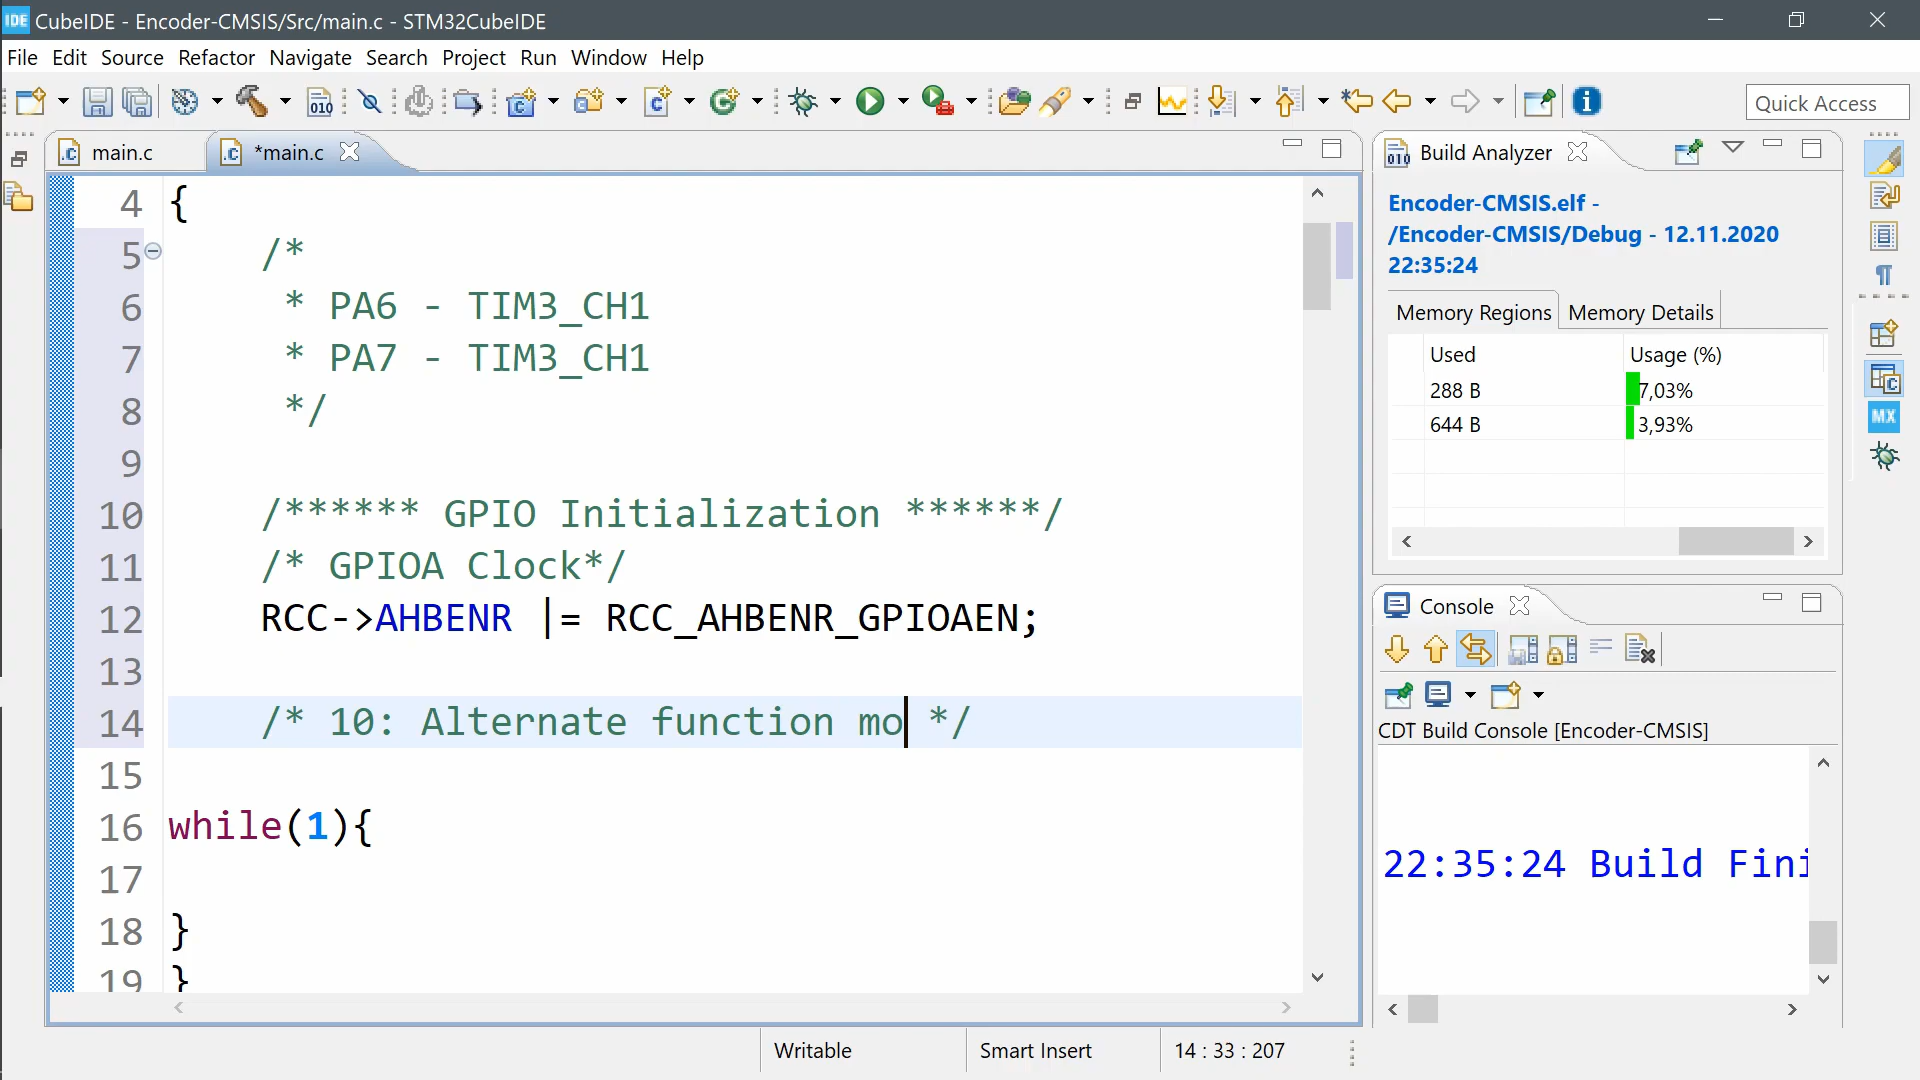 IDE CubeIDE - Encoder-CMSIS/Src/main.c - STM32CubeIDE
File Edit Source Refactor Navigate Search Project Run Window Help
Quick Access
main.c
*main.c
4 {
5 /*
6 * PA6 - TIM3_CH1
7 * PA7 - TIM3_CH1
8 */
9
10 /****** GPIO Initialization ******/
11 /* GPIOA Clock*/
12 RCC->AHBENR |= RCC_AHBENR_GPIOAEN;
13
14 /* 10: Alternate function mo */
15
16 while(1){
17
18 }
19 }
Build Analyzer
Encoder-CMSIS.elf -
/Encoder-CMSIS/Debug - 12.11.2020
22:35:24
Memory Regions Memory Details
Used Usage (%)
288 B 7,03%
644 B 3,93%
MX
Console
CDT Build Console [Encoder-CMSIS]
22:35:24 Build Fini
Writable Smart Insert 14 : 33 : 207